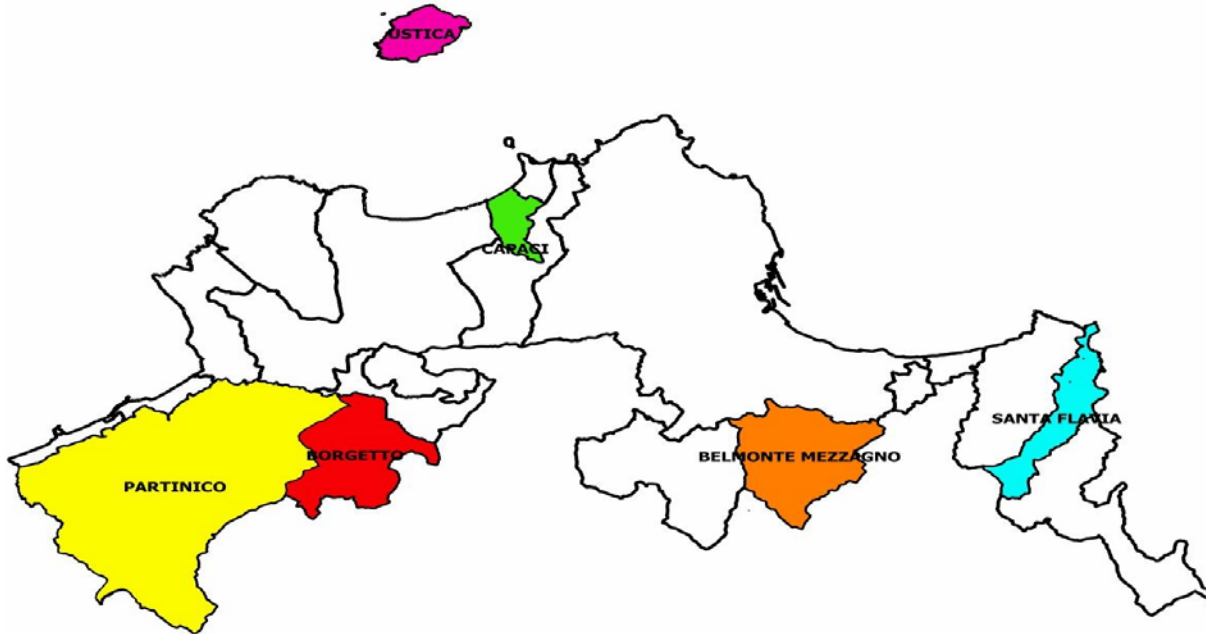 USTICA
CAPACI
SANTA FLAVIA
BORGETTO
BELMONTE MEZZAGNO
PARTINICO